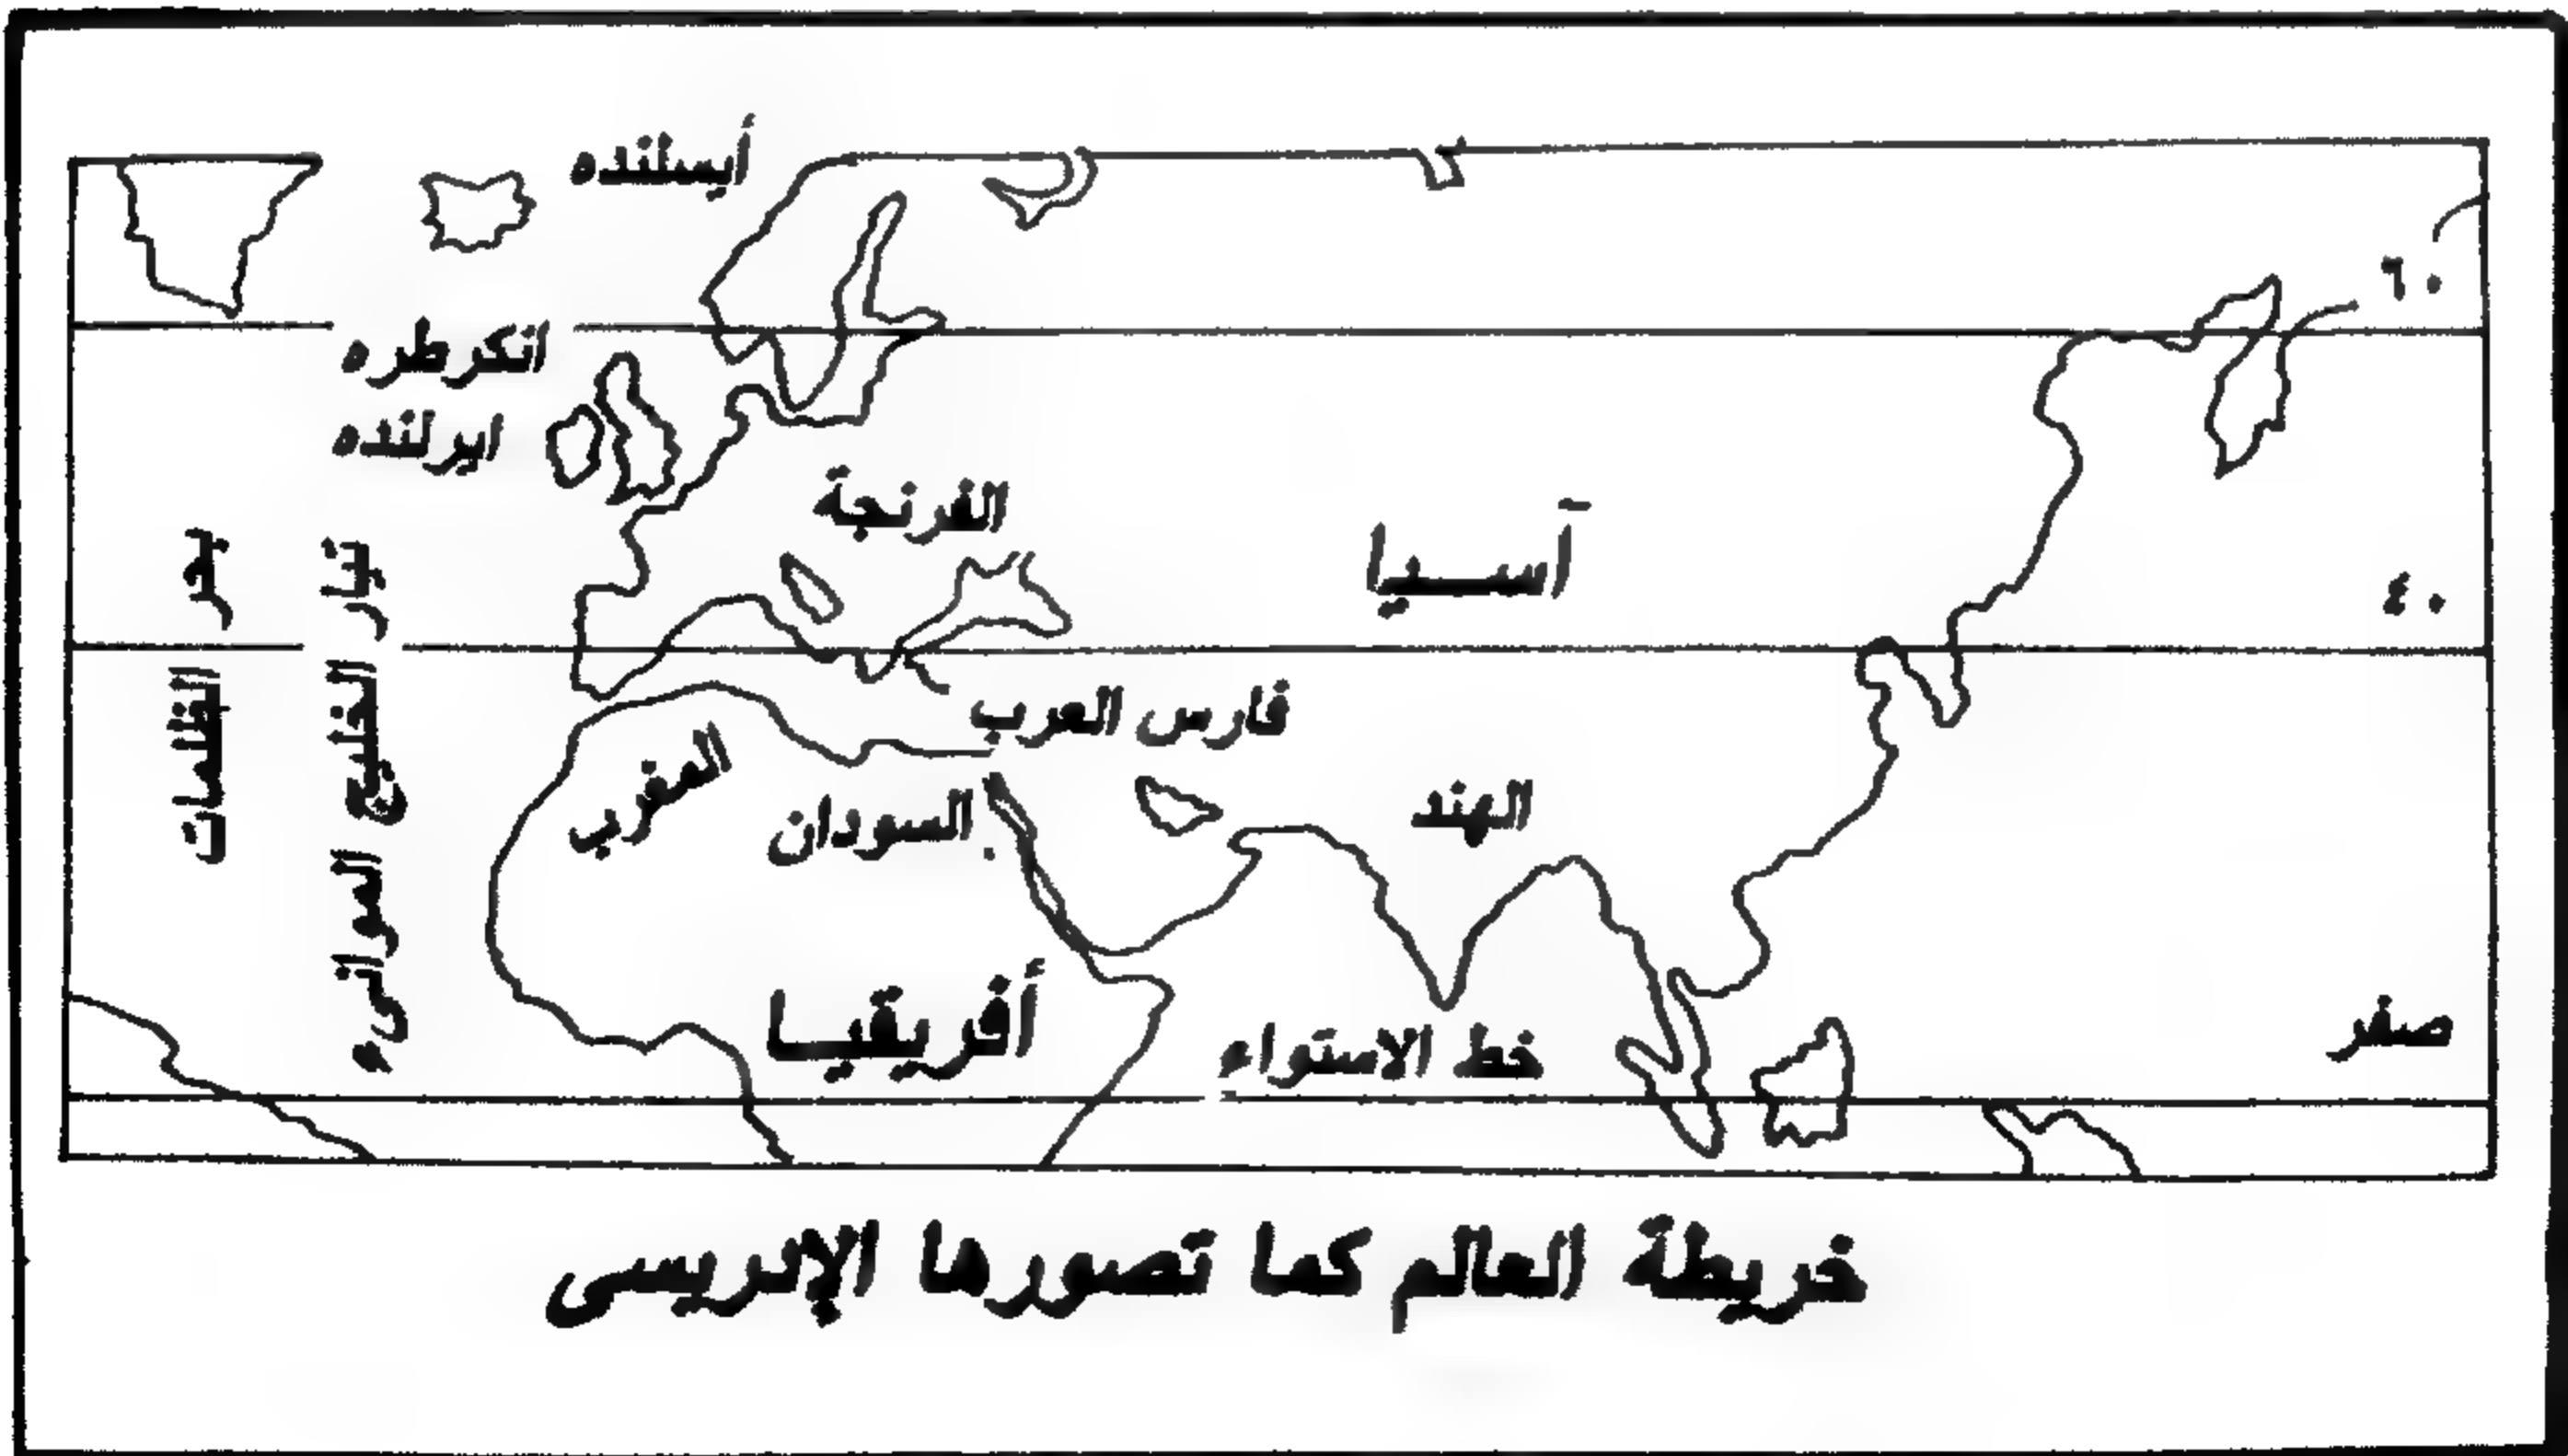 أيسلنده
٦٠
انكرطره
ايرلنده
الفرنجة
آسيا
٤٠
بحر الظلمات
تيار الخليج الموانىء
فارس العرب
المغرب
السودان
الهند
أفريقيا
خط الاستواء
صفر
خريطة العالم كما تصورها الإدريسى